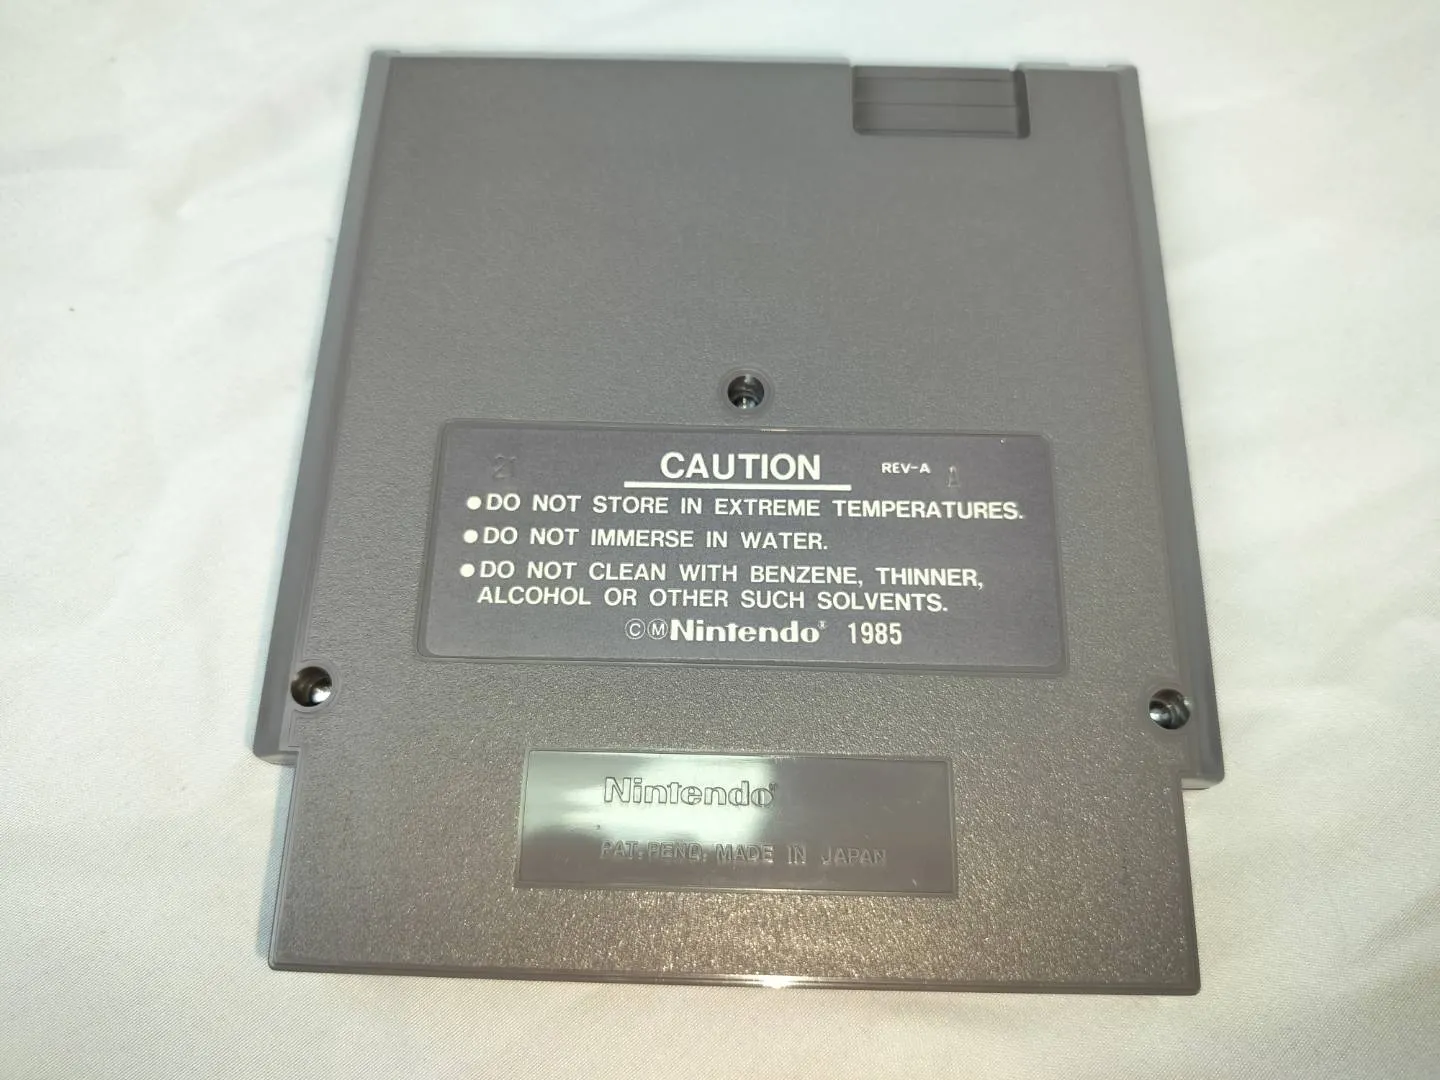 21 CAUTION REV-A A
●DO NOT STORE IN EXTREME TEMPERATURES.
●DO NOT IMMERSE IN WATER.
●DO NOT CLEAN WITH BENZENE, THINNER,
ALCOHOL OR OTHER SUCH SOLVENTS.
ⒸⓂNintendo® 1985
Nintendo®
PAT. PEND. MADE IN JAPAN